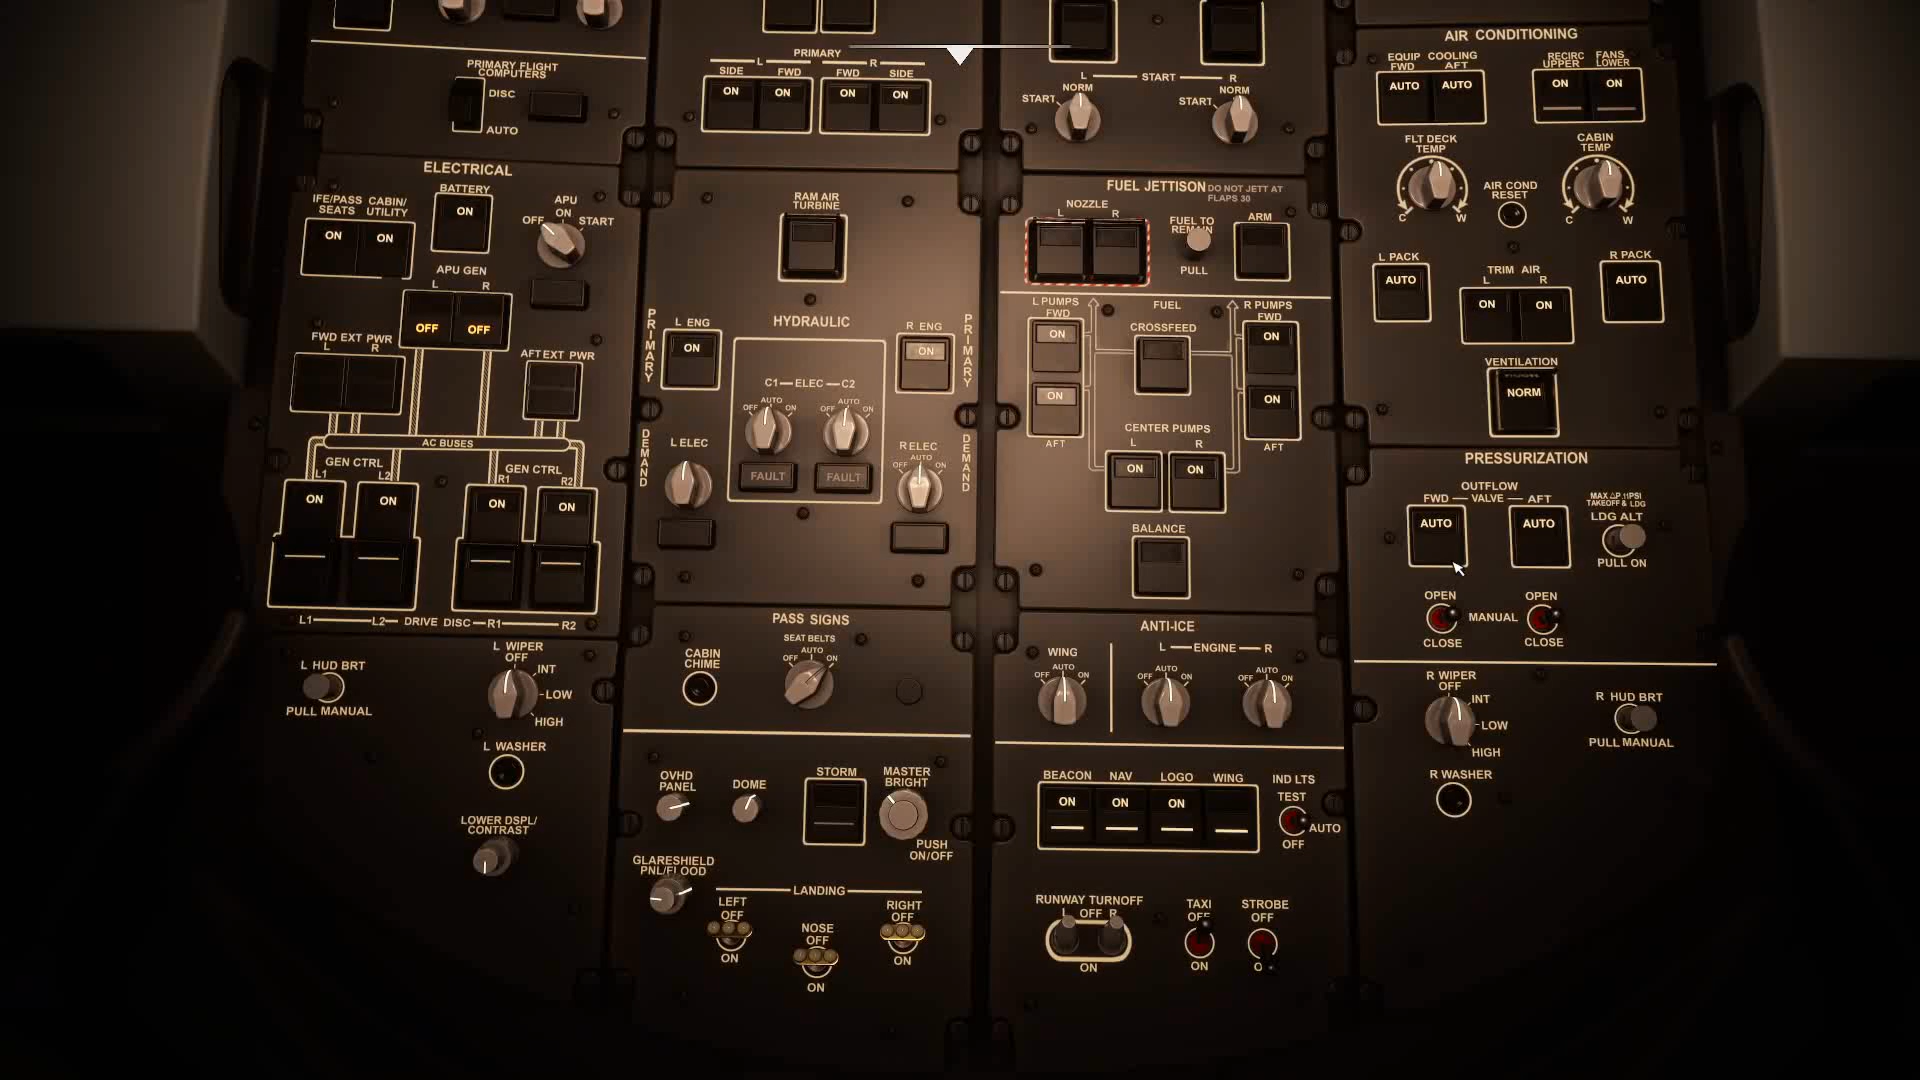 PRIMARY FLIGHT
COMPUTERS
DISC
AUTO
ELECTRICAL
IFE/PASS
SEATS
CABIN/
UTILITY
BATTERY
APU
OFF ON START
ON ON
ON
APU GEN
L R
OFF OFF
FWD EXT PWR
L R
AFT EXT PWR
AC BUSES
GEN CTRL
L1 L2
GEN CTRL
R1 R2
ON ON ON ON
L1 L2 DRIVE DISC R1 R2
L HUD BRT
PULL MANUAL
L WIPER
OFF
INT
LOW
HIGH
L WASHER
LOWER DSPL/
CONTRAST
PRIMARY
L R
SIDE FWD FWD SIDE
ON ON ON ON
RAM AIR
TURBINE
HYDRAULIC
PRIMARY
L ENG
ON
R ENG
ON
PRIMARY
C1 ELEC C2
OFF AUTO ON
OFF AUTO ON
FAULT FAULT
DEMAND
L ELEC
R ELEC
OFF AUTO ON
DEMAND
PASS SIGNS
CABIN
CHIME
SEAT BELTS
OFF AUTO ON
OVHD
PANEL
DOME
STORM
MASTER
BRIGHT
PUSH
ON/OFF
GLARESHIELD
PNL/FLOOD
LANDING
LEFT
OFF
ON
NOSE
OFF
ON
RIGHT
OFF
ON
L START R
START NORM
START NORM
FUEL JETTISON DO NOT JETT AT
FLAPS 30
NOZZLE
L R
FUEL TO
REMAIN
PULL
ARM
L PUMPS
FWD
ON
ON
AFT
FUEL
CROSSFEED
R PUMPS
FWD
ON
ON
AFT
CENTER PUMPS
L R
ON ON
BALANCE
ANTI-ICE
WING
OFF AUTO ON
L ENGINE R
OFF AUTO ON
OFF AUTO ON
BEACON NAV LOGO WING
ON ON ON
IND LTS
TEST
AUTO
OFF
RUNWAY TURNOFF
L OFF R
ON
TAXI
OFF
ON
STROBE
OFF
AIR CONDITIONING
EQUIP COOLING
FWD AFT
AUTO AUTO
RECIRC FANS
UPPER LOWER
ON ON
FLT DECK
TEMP
C W
AIR COND
RESET
CABIN
TEMP
C W
L PACK
AUTO
TRIM AIR
L R
ON ON
R PACK
AUTO
VENTILATION
NORM
PRESSURIZATION
OUTFLOW
FWD VALVE AFT
AUTO AUTO
MAX ΔP .11PSI
TAKEOFF & LDG
LDG ALT
PULL ON
OPEN OPEN
MANUAL
CLOSE CLOSE
R WIPER
OFF
INT
LOW
HIGH
R HUD BRT
PULL MANUAL
R WASHER